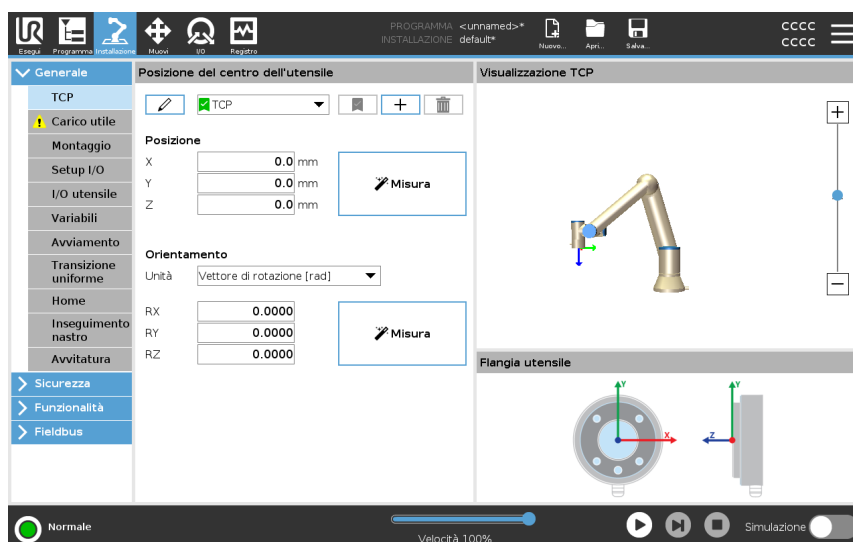 UR
Esegui
Programma
Installazione
Muovi
I/O
Registro
PROGRAMMA <unnamed>*
INSTALLAZIONE default*
Nuovo...
Apri...
Salva...
CCCC
CCCC
Generale
TCP
Carico utile
Montaggio
Setup I/O
I/O utensile
Variabili
Avviamento
Transizione
uniforme
Home
Inseguimento
nastro
Avvitatura
Sicurezza
Funzionalità
Fieldbus
Posizione del centro dell'utensile
TCP
Posizione
X 0.0 mm
Y 0.0 mm
Z 0.0 mm
Misura
Orientamento
Unità Vettore di rotazione [rad]
RX 0.0000
RY 0.0000
RZ 0.0000
Misura
Visualizzazione TCP
Flangia utensile
Y
X
Y
Z
Normale
Velocità 100%
Simulazione